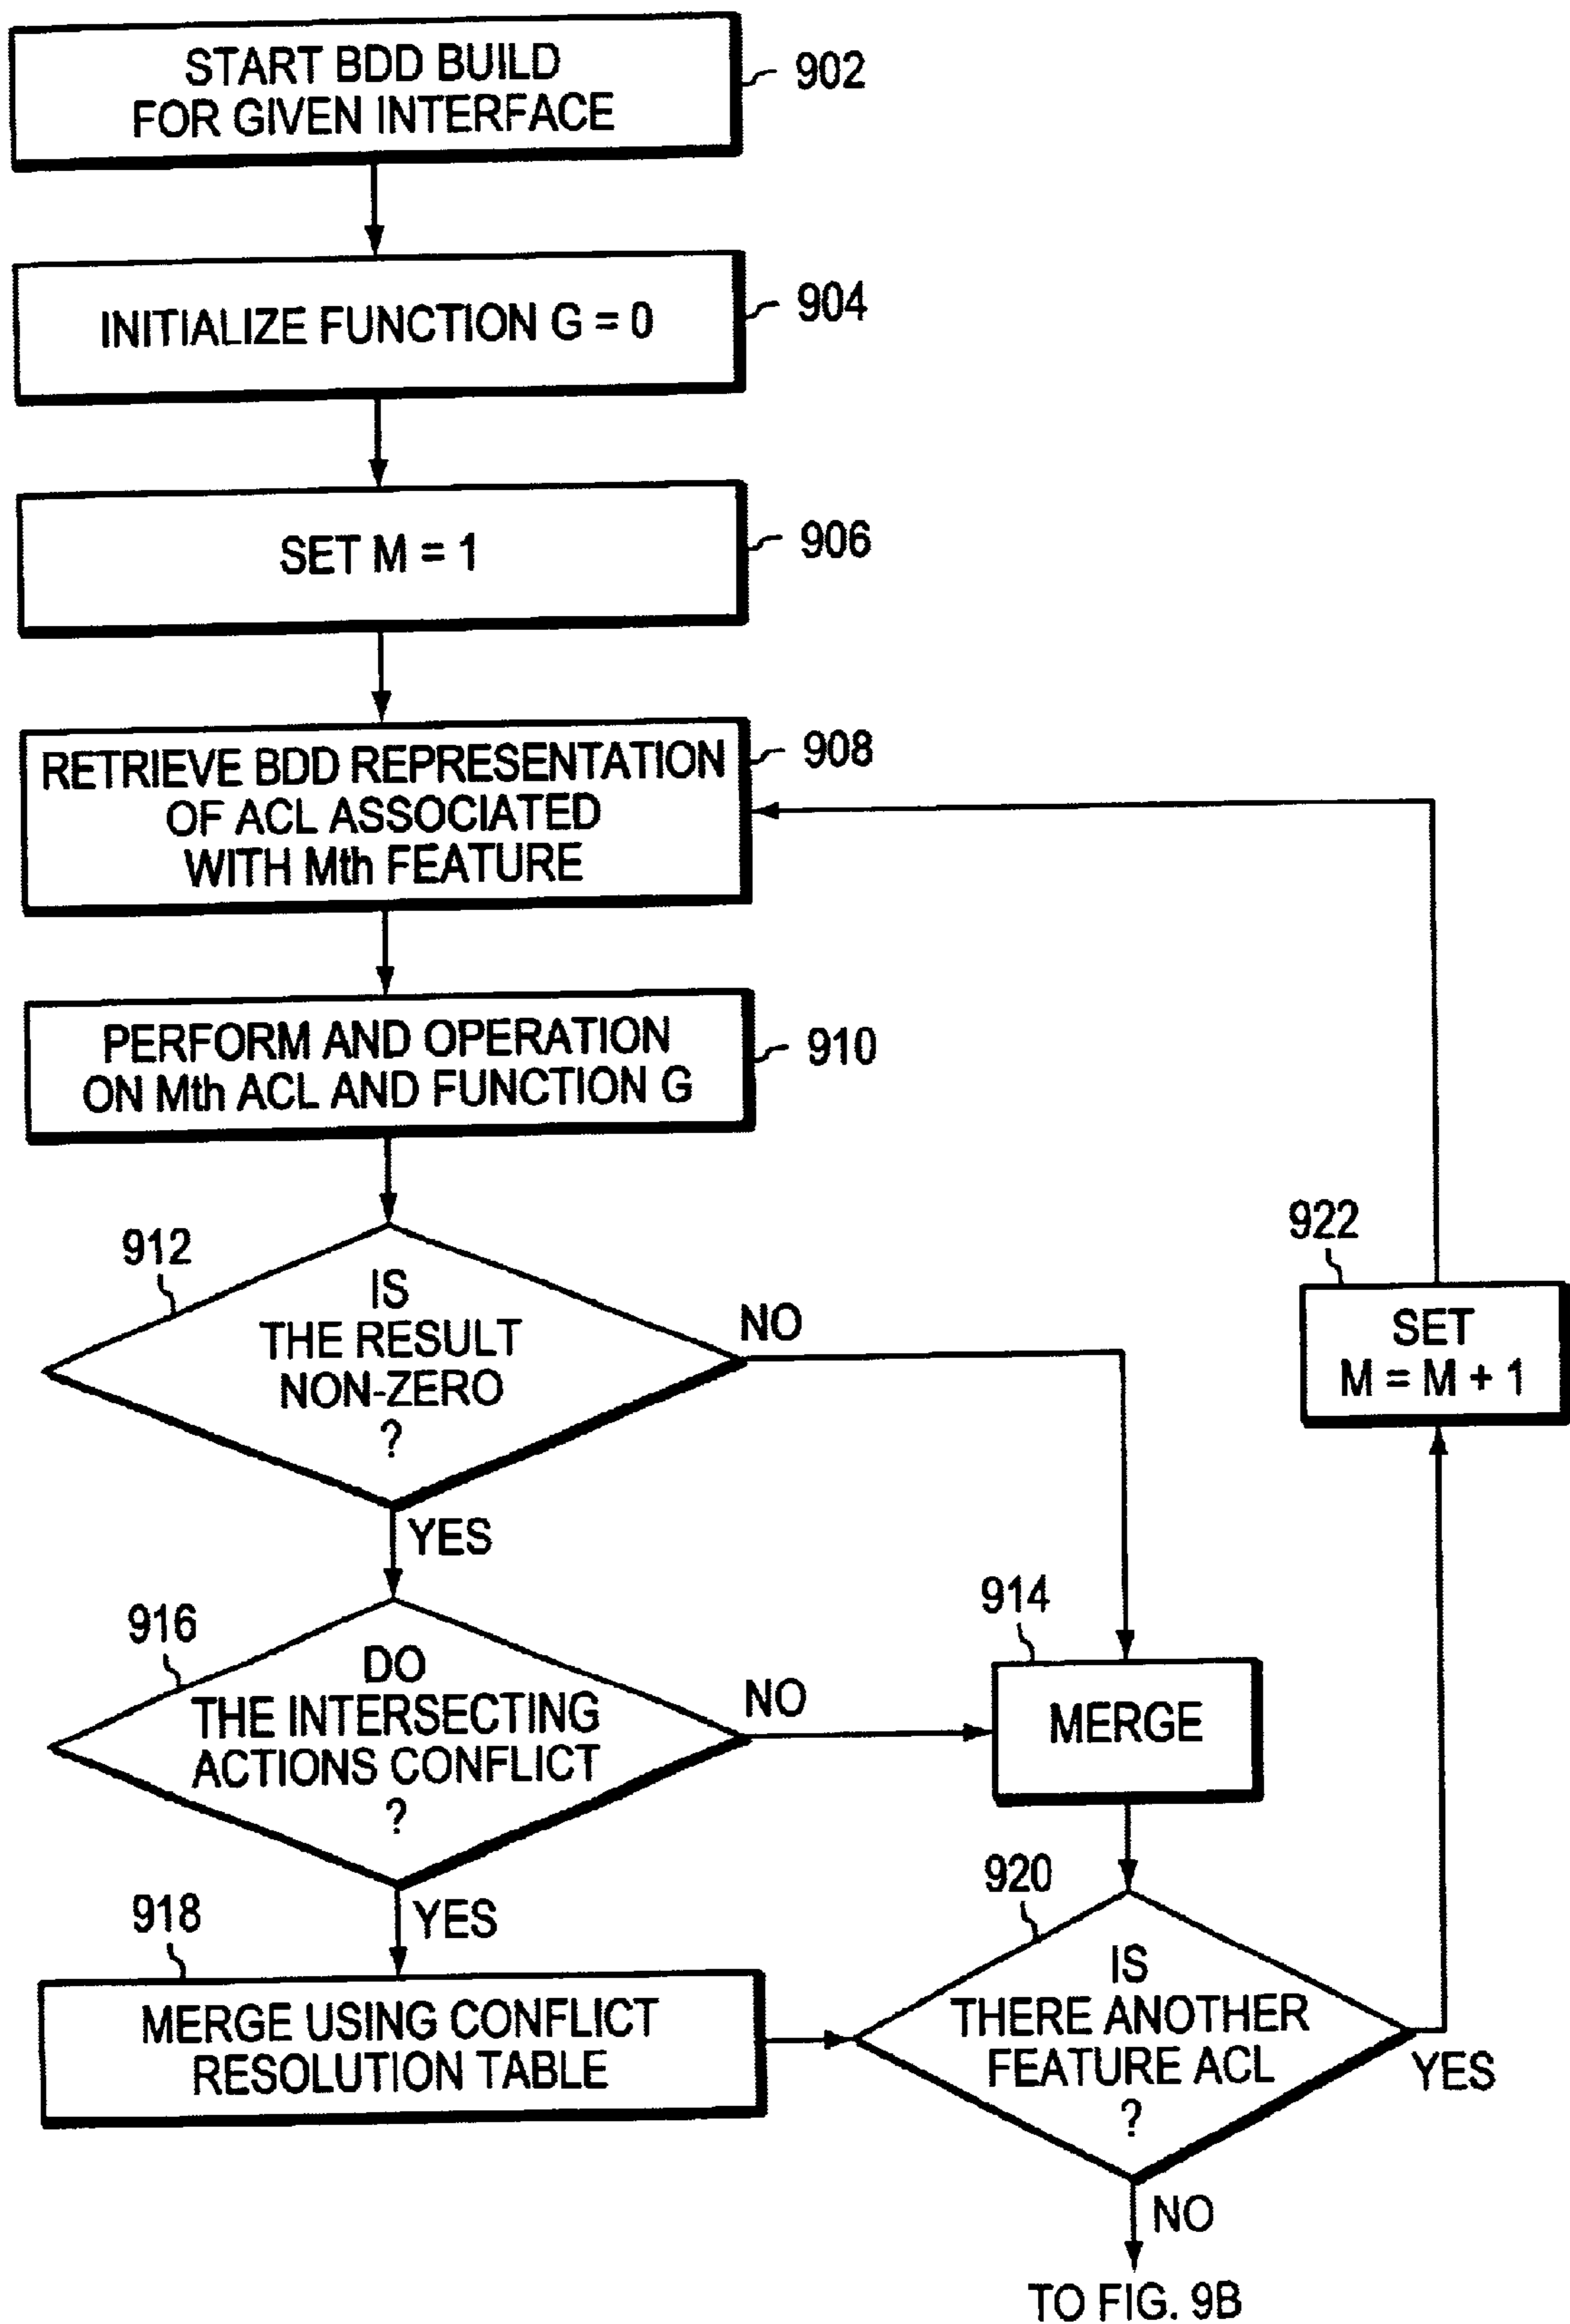 START BDD BUILD
FOR GIVEN INTERFACE
902
INITIALIZE FUNCTION G = 0
904
SET M = 1
906
RETRIEVE BDD REPRESENTATION
OF ACL ASSOCIATED
WITH Mth FEATURE
908
PERFORM AND OPERATION
ON Mth ACL AND FUNCTION G
910
912
IS
THE RESULT
NON-ZERO
?
NO
YES
922
SET
M = M + 1
916
DO
THE INTERSECTING
ACTIONS CONFLICT
?
NO
YES
914
MERGE
918
MERGE USING CONFLICT
RESOLUTION TABLE
920
IS
THERE ANOTHER
FEATURE ACL
?
YES
NO
TO FIG. 9B